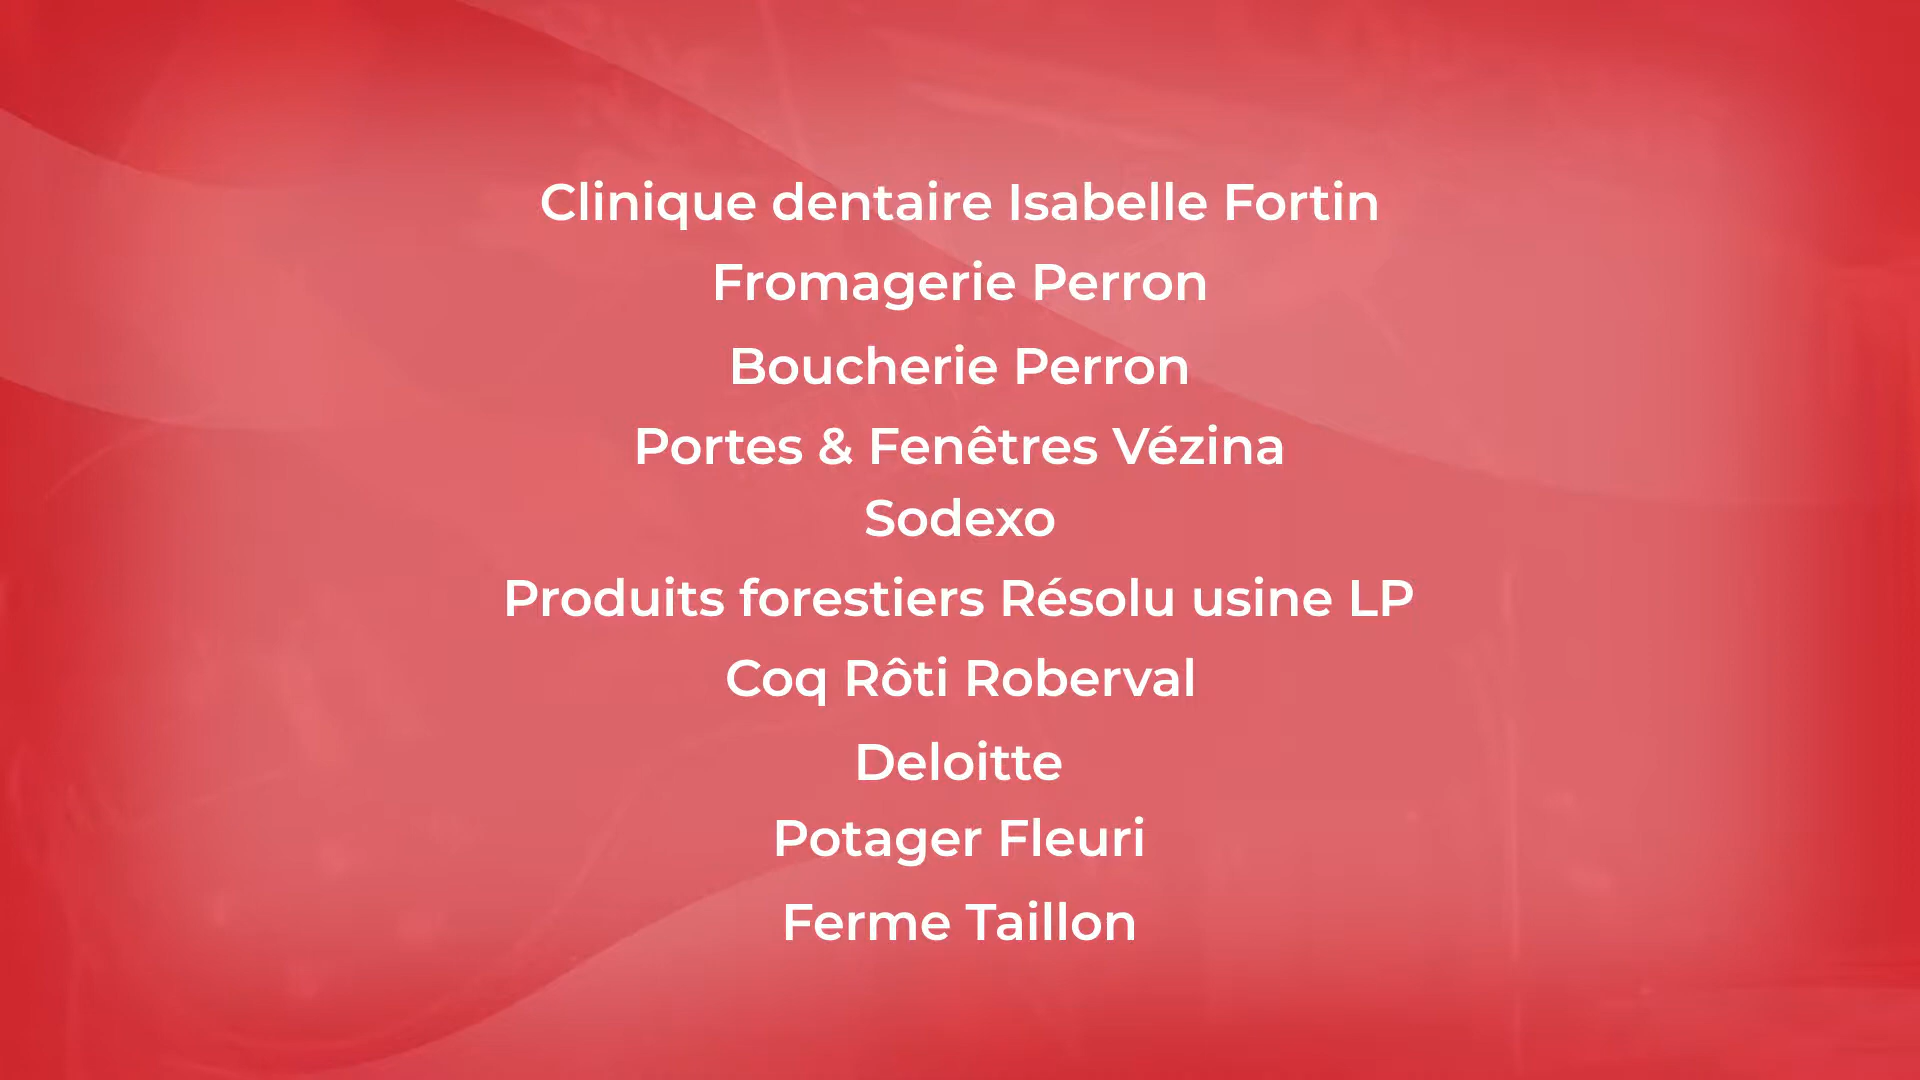 Clinique dentaire Isabelle Fortin
Fromagerie Perron
Boucherie Perron
Portes & Fenêtres Vézina
Sodexo
Produits forestiers Résolu usine LP
Coq Rôti Roberval
Deloitte
Potager Fleuri
Ferme Taillon